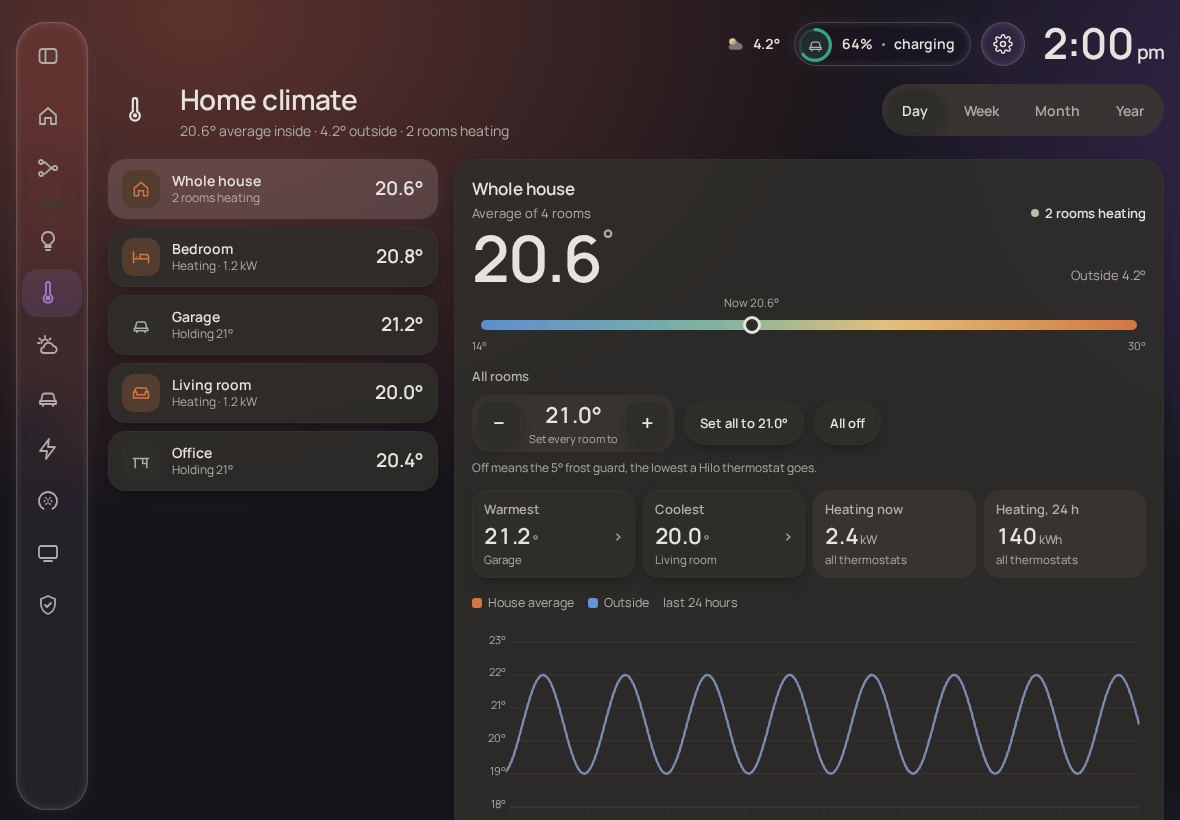 4.2°
64% • charging
2:00 pm
Home climate
20.6° average inside · 4.2° outside · 2 rooms heating
Day
Week
Month
Year
Whole house
2 rooms heating
20.6°
Bedroom
Heating · 1.2 kW
20.8°
Garage
Holding 21°
21.2°
Living room
Heating · 1.2 kW
20.0°
Office
Holding 21°
20.4°
Whole house
Average of 4 rooms
2 rooms heating
20.6°
Outside 4.2°
Now 20.6°
14°
30°
All rooms
−
21.0°
Set every room to
+
Set all to 21.0°
All off
Off means the 5° frost guard, the lowest a Hilo thermostat goes.
Warmest
21.2°
Garage
Coolest
20.0°
Living room
Heating now
2.4 kW
all thermostats
Heating, 24 h
140 kWh
all thermostats
House average
Outside
last 24 hours
23°
22°
21°
20°
19°
18°